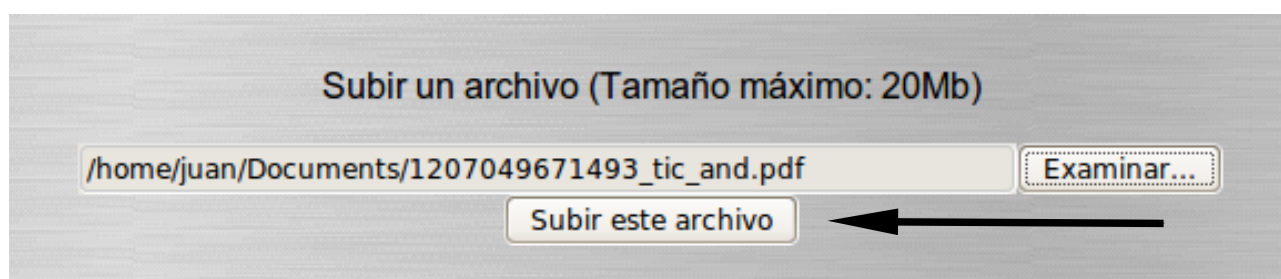 Subir un archivo (Tamaño máximo: 20Mb)
/home/juan/Documents/1207049671493_tic_and.pdf Examinar...
Subir este archivo